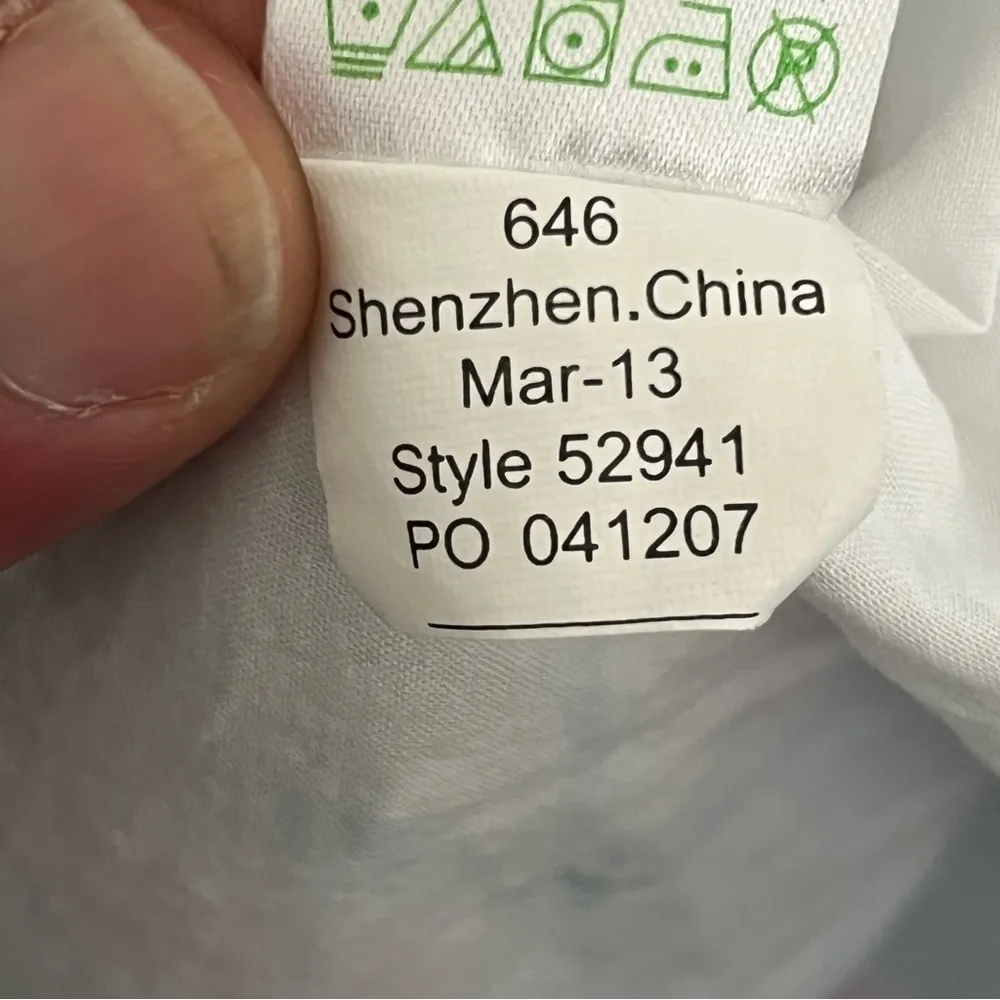 646
Shenzhen.China
Mar-13
Style 52941
PO 041207